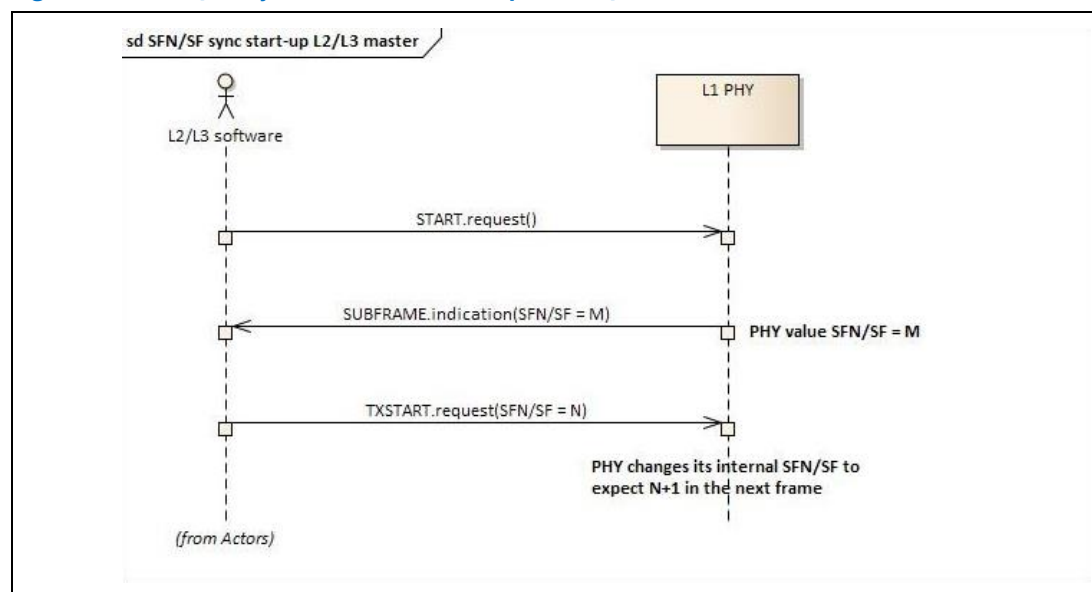 sd SFN/SF sync start-up L2/L3 master
L1 PHY
L2/L3 software
START.request()
SUBFRAME.indication(SFN/SF = M)
PHY value SFN/SF = M
TXSTART.request(SFN/SF = N)
PHY changes its internal SFN/SF to
expect N+1 in the next frame
(from Actors)